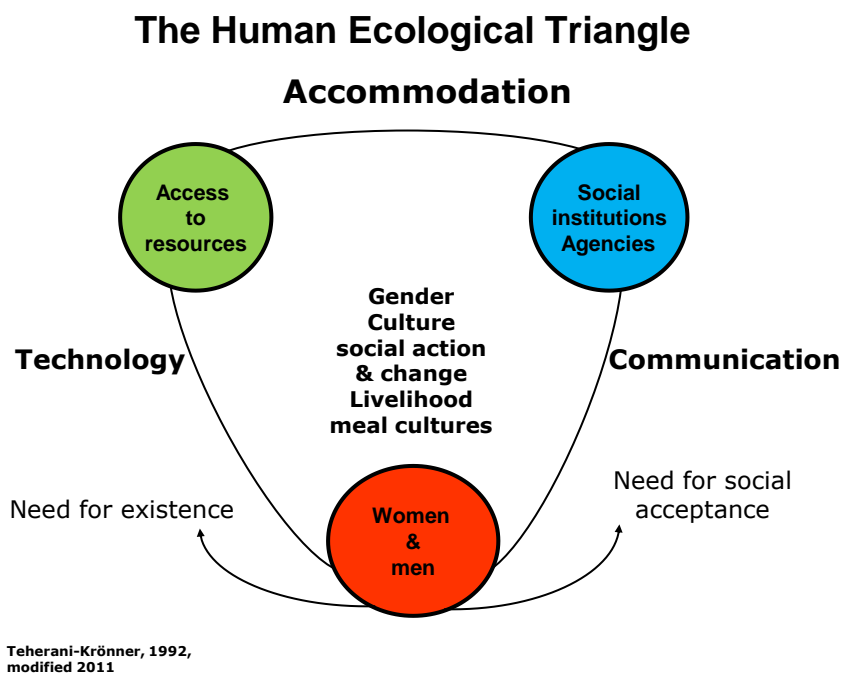 The Human Ecological Triangle
Accommodation
Access
to
resources
Social
institutions
Agencies
Gender
Culture
social action
& change
Livelihood
meal cultures
Technology
Communication
Need for existence
Women
&
men
Need for social
acceptance
Teherani-Krönner, 1992,
modified 2011